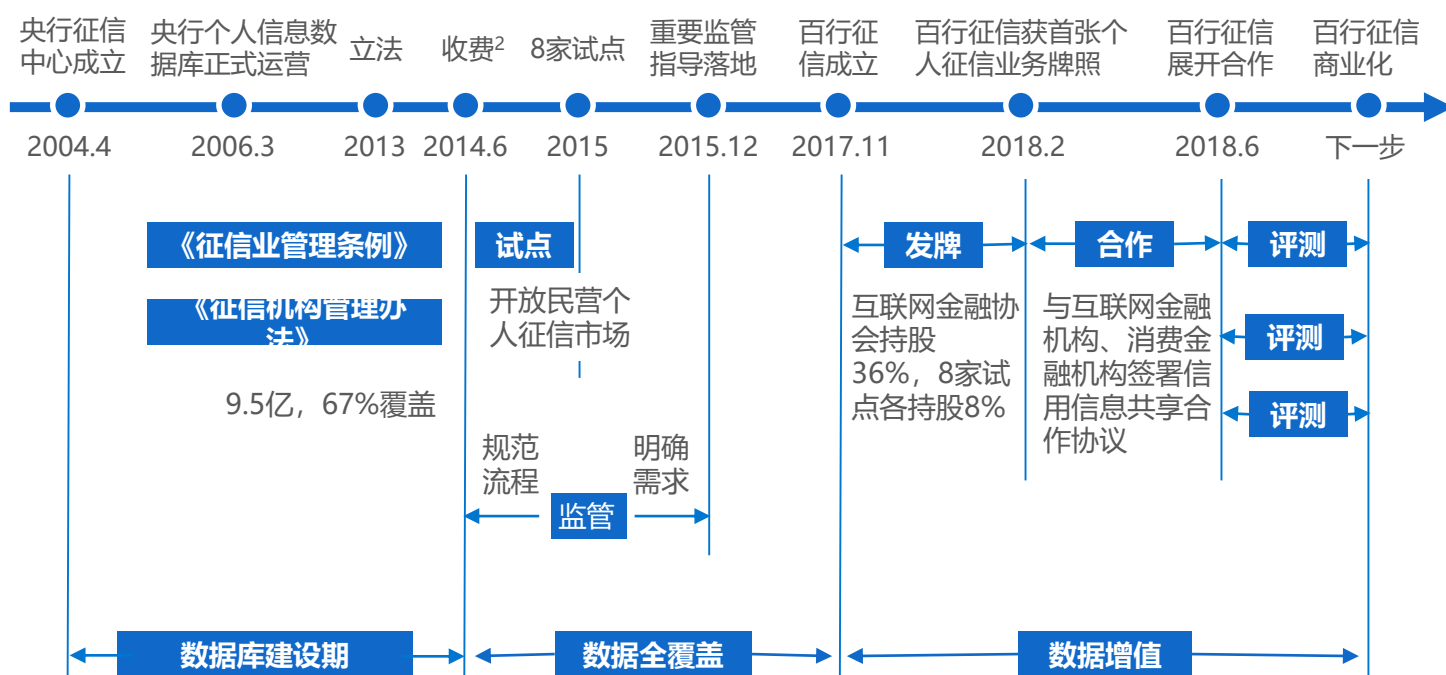 央行征信
中心成立
央行个人信息数
据库正式运营
立法
收费2
8家试点
重要监管
指导落地
百行征
信成立
百行征信获首张个
人征信业务牌照
百行征信
展开合作
百行征信
商业化
2004.4
2006.3
2013
2014.6
2015
2015.12
2017.11
2018.2
2018.6
下一步
《征信业管理条例》
《征信机构管理办
法》
9.5亿，67%覆盖
试点
开放民营个
人征信市场
规范
流程
明确
需求
监管
发牌
互联网金融协
会持股
36%，8家试
点各持股8%
合作
与互联网金融
机构、消费金
融机构签署信
用信息共享合
作协议
评测
评测
评测
数据库建设期
数据全覆盖
数据增值